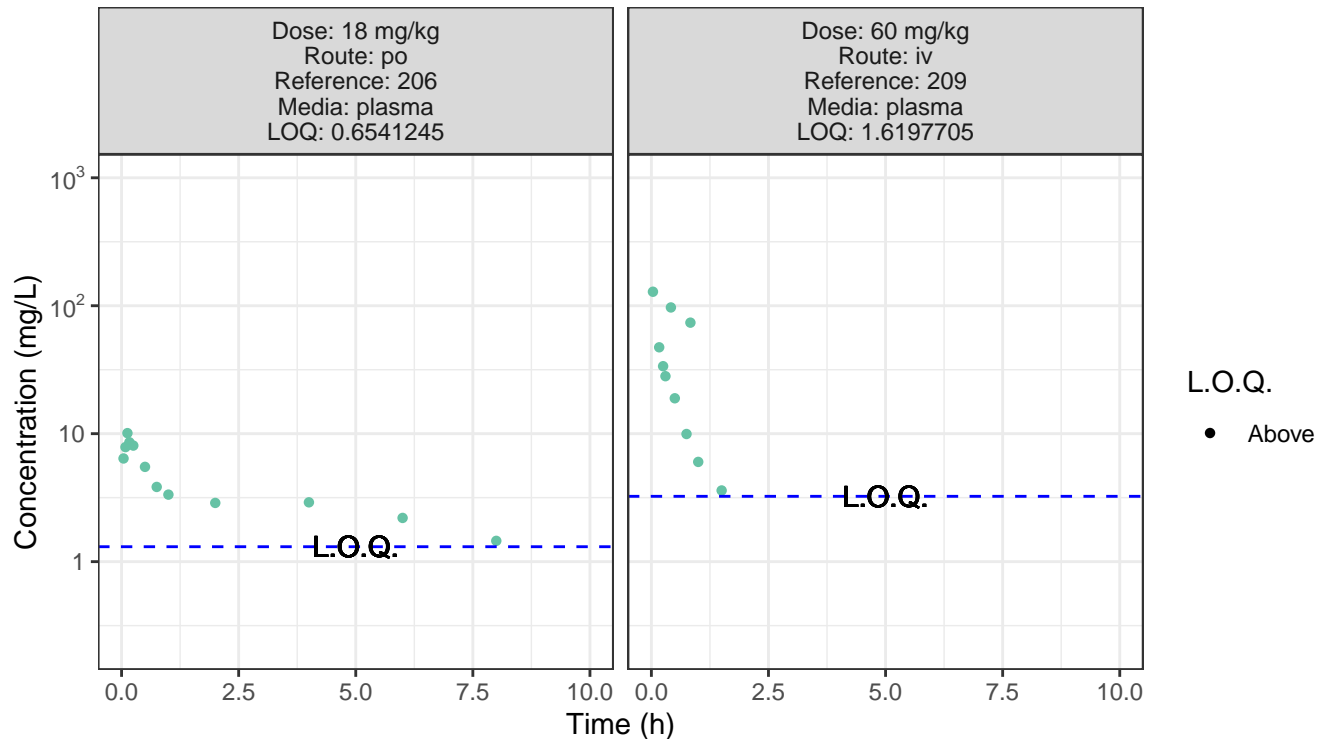 Dose: 18 mg/kg
Route: po
Reference: 206
Media: plasma
LOQ: 0.6541245
Dose: 60 mg/kg
Route: iv
Reference: 209
Media: plasma
LOQ: 1.6197705
Concentration (mg/L)
10³
10²
10
1
L.O.Q.
L.O.Q.
0.0 2.5 5.0 7.5 10.0
0.0 2.5 5.0 7.5 10.0
Time (h)
L.O.Q.
Above